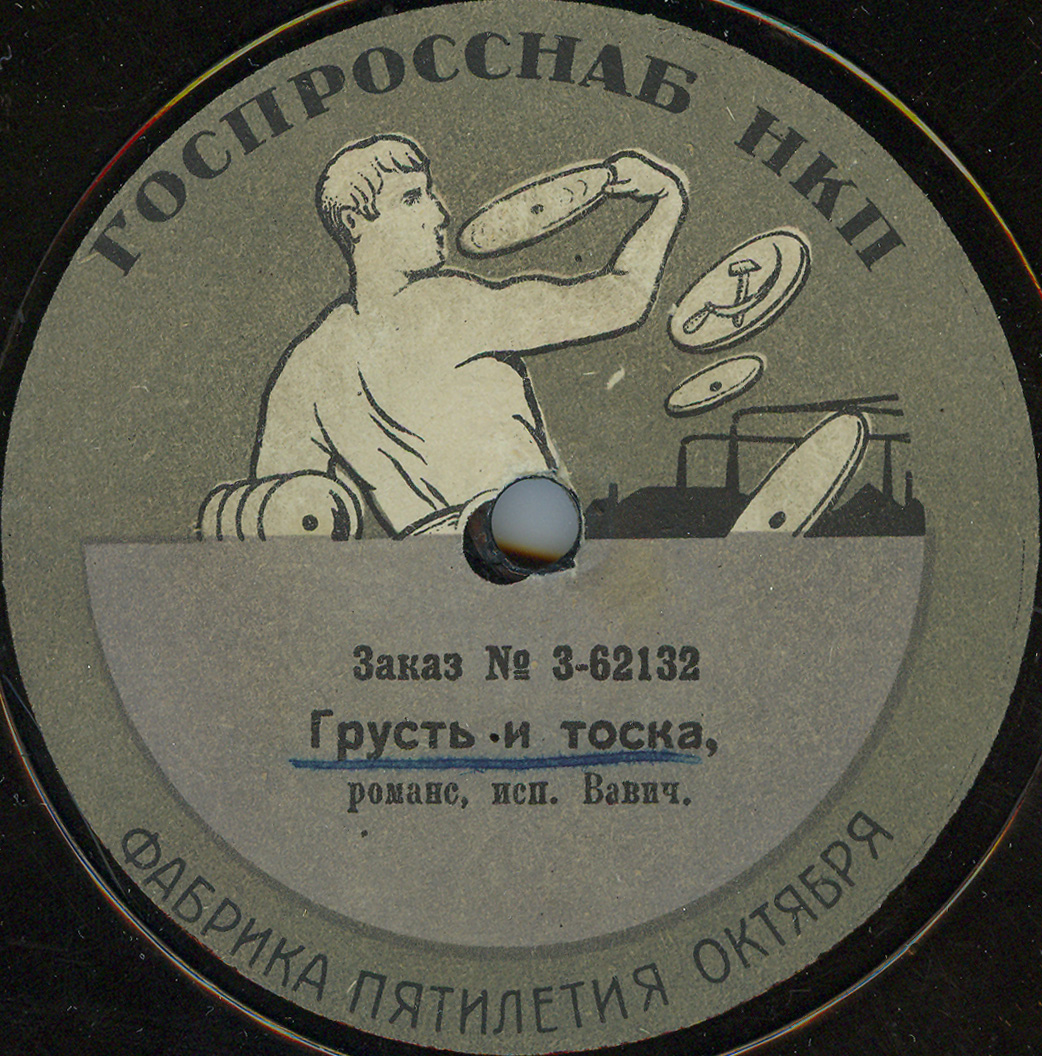 ГОСПРОССНАБ НКП
Заказ № 3-62132
Грусть и тоска,
романс, исп. Вавич.
ФАБРИКА ПЯТИЛЕТИЯ ОКТЯБРЯ